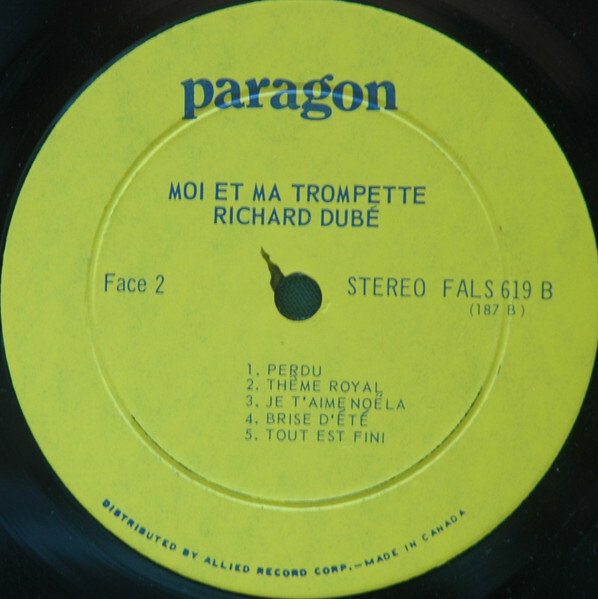 paragon
MOI ET MA TROMPETTE
RICHARD DUBÉ
Face 2
STEREO FALS 619 B
(187 B)
1. PERDU
2. THÊME ROYAL
3. JE T'AIME NOËLA
4. BRISE D'ÉTÉ
5. TOUT EST FINI
DISTRIBUTED BY ALLIED RECORD CORP.—MADE IN CANADA